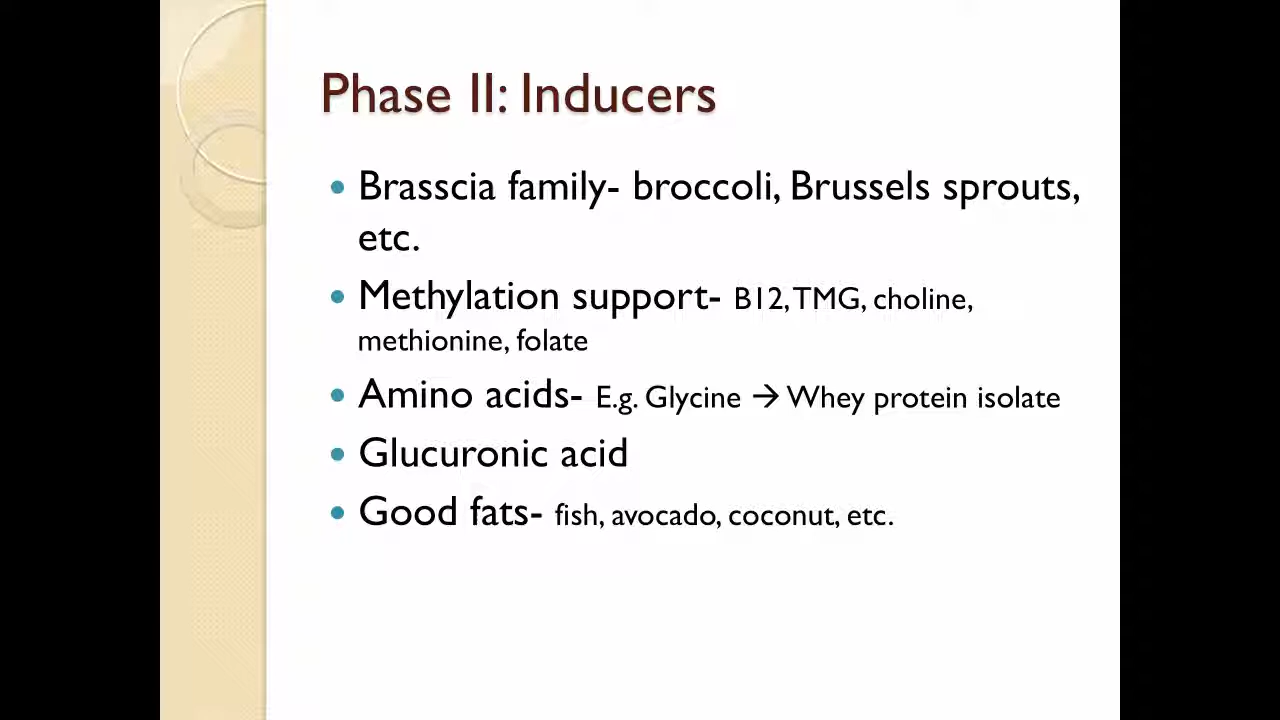 Phase II: Inducers
• Brasscia family- broccoli, Brussels sprouts,
etc.
• Methylation support- B12, TMG, choline,
methionine, folate
• Amino acids- E.g. Glycine → Whey protein isolate
• Glucuronic acid
• Good fats- fish, avocado, coconut, etc.